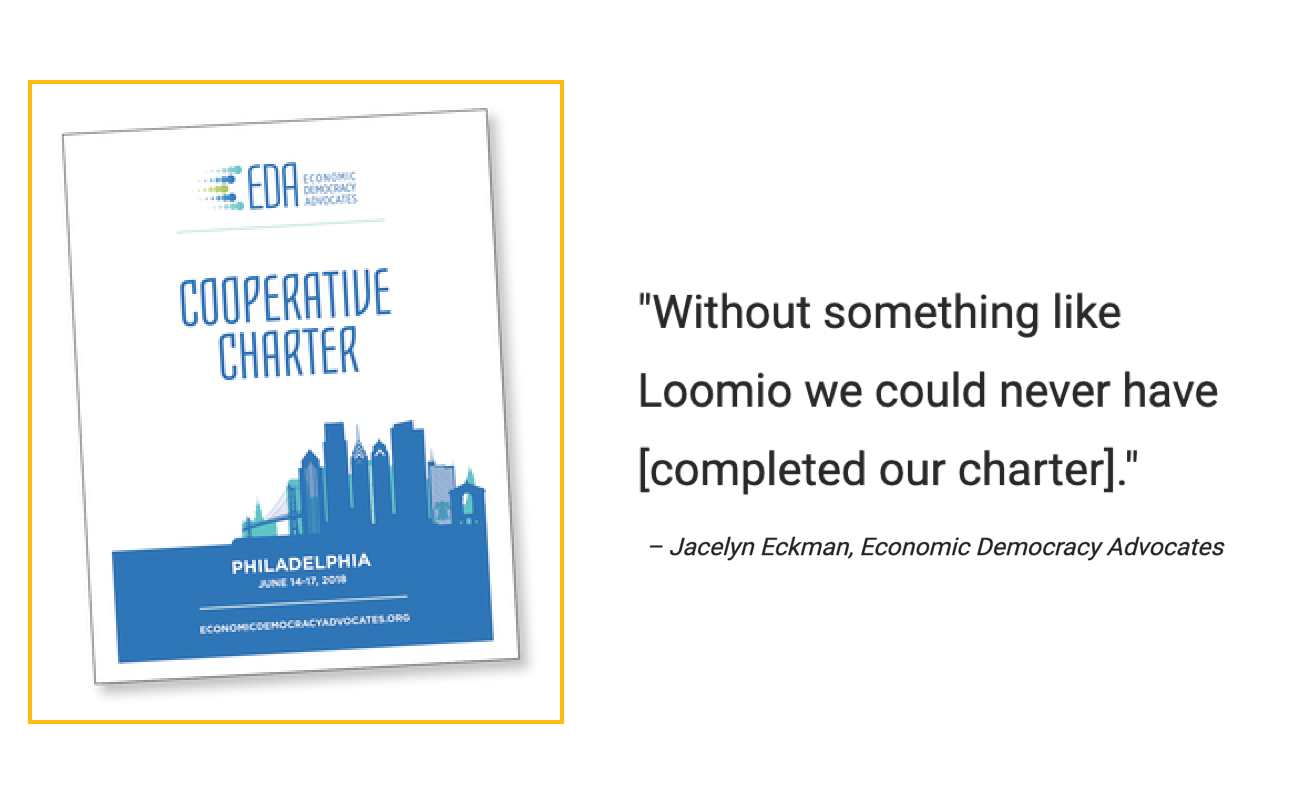 EDA
ECONOMIC
DEMOCRACY
ADVOCATES
COOPERATIVE
CHARTER
PHILADELPHIA
JUNE 14-17, 2018
ECONOMICDEMOCRACYADVOCATES.ORG
"Without something like
Loomio we could never have
[completed our charter]."
– Jacelyn Eckman, Economic Democracy Advocates